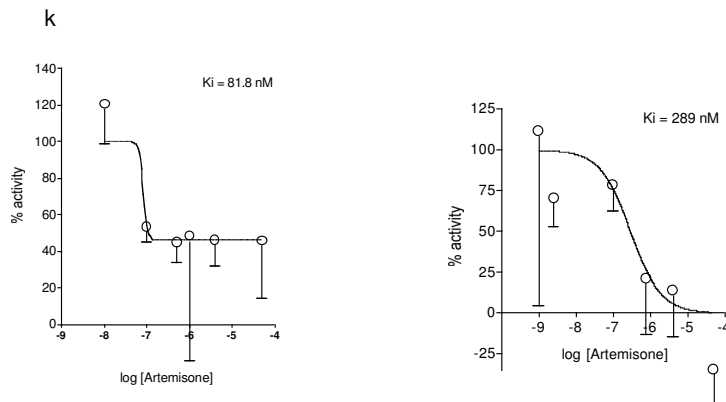 k
140
120
100
80
60
40
20
0
Ki = 81.8 nM
% activity
-9 -8 -7 -6 -5 -4
log [Artemisone]
125
100
75
50
25
0
-25
Ki = 289 nM
% activity
-9 -8 -7 -6 -5 -4
log [Artemisone]